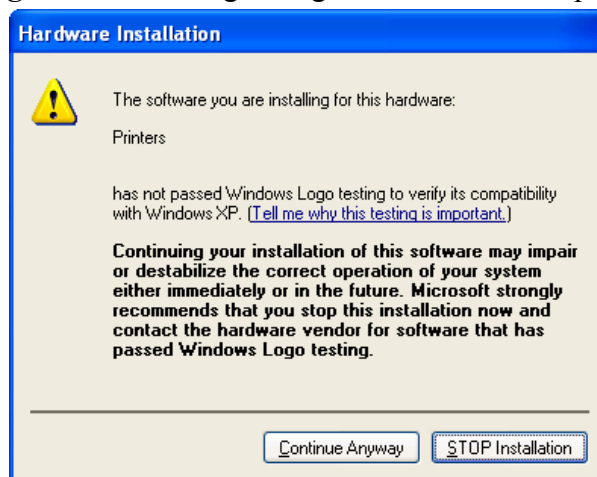 Hardware Installation
The software you are installing for this hardware:
Printers
has not passed Windows Logo testing to verify its compatibility
with Windows XP. (Tell me why this testing is important.)
Continuing your installation of this software may impair
or destabilize the correct operation of your system
either immediately or in the future. Microsoft strongly
recommends that you stop this installation now and
contact the hardware vendor for software that has
passed Windows Logo testing.
Continue Anyway
STOP Installation